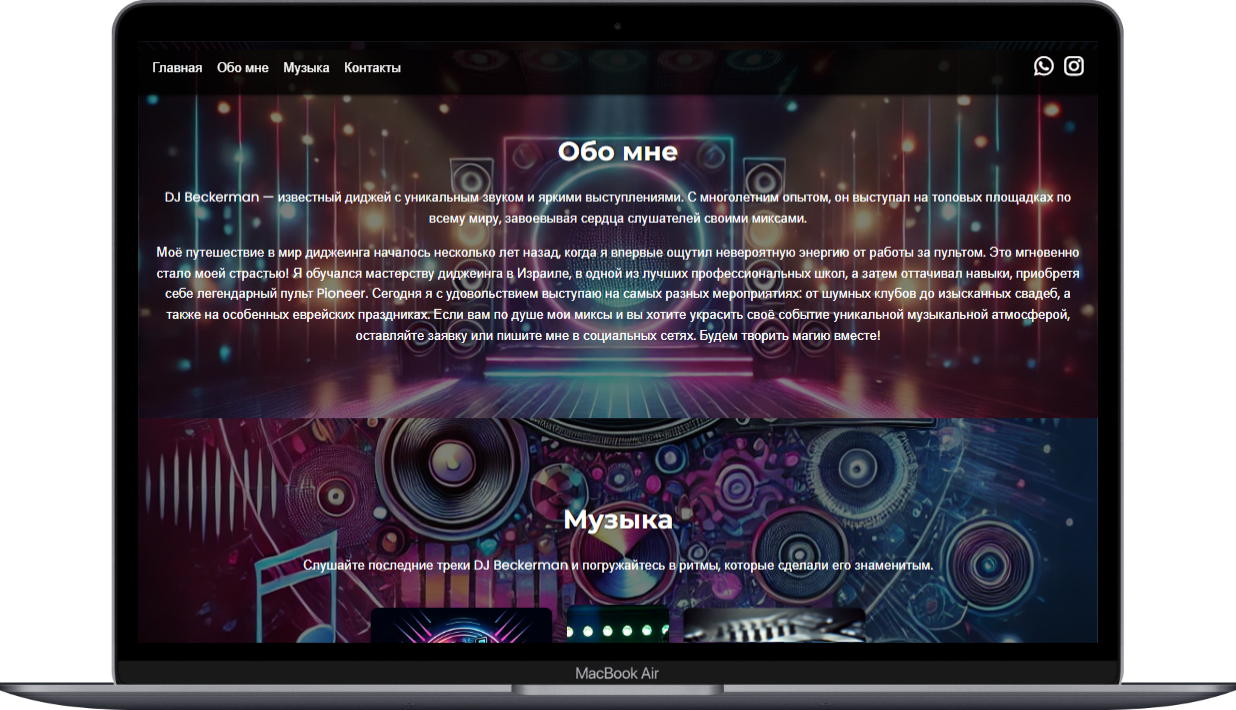 Главная Обо мне Музыка Контакты
Обо мне
DJ Beckerman — известный диджей с уникальным звуком и яркими выступлениями. С многолетним опытом, он выступал на топовых площадках по
всему миру, завоевывая сердца слушателей своими миксами.
Моё путешествие в мир диджеинга началось несколько лет назад, когда я впервые ощутил невероятную энергию от работы за пультом. Это мгновенно
стало моей страстью! Я обучался мастерству диджеинга в Израиле, в одной из лучших профессиональных школ, а затем оттачивал навыки, приобретя
себе легендарный пульт Pioneer. Сегодня я с удовольствием выступаю на самых разных мероприятиях: от шумных клубов до изысканных свадеб, а
также на особенных еврейских праздниках. Если вам по душе мои миксы и вы хотите украсить своё событие уникальной музыкальной атмосферой,
оставляйте заявку или пишите мне в социальных сетях. Будем творить магию вместе!
Музыка
Слушайте последние треки DJ Beckerman и погружайтесь в ритмы, которые сделали его знаменитым.
MacBook Air